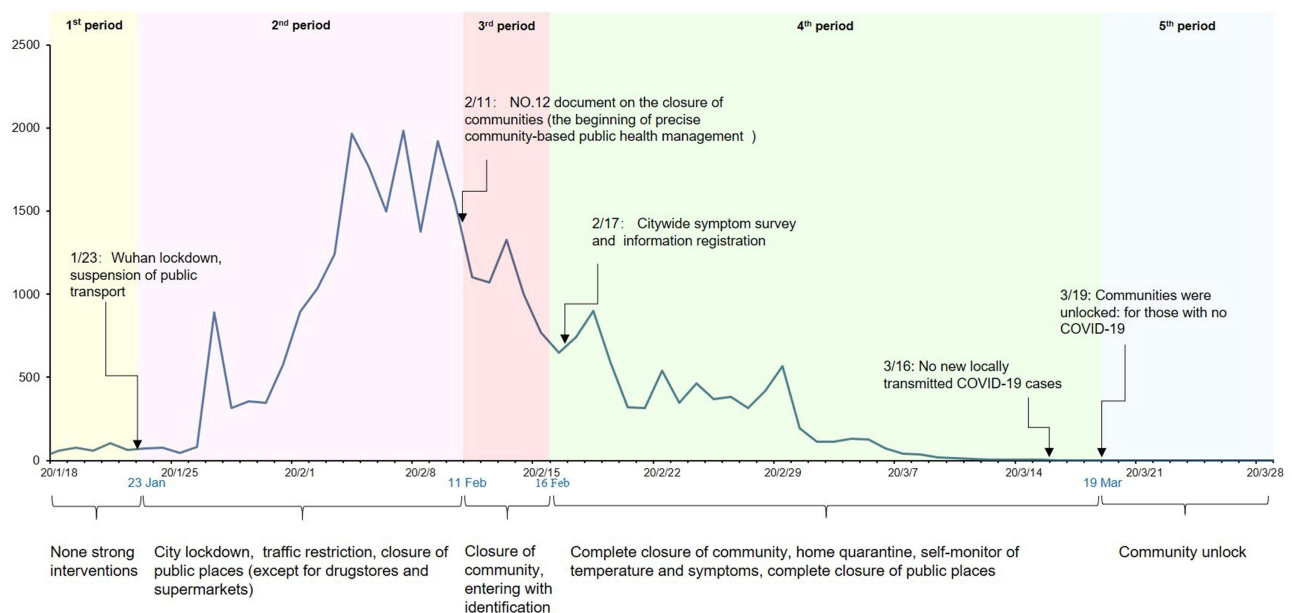 1st period
2nd period
3rd period
4th period
5th period
2500
2000
1500
1000
500
0
2/11: NO.12 document on the closure of
communities (the beginning of precise
community-based public health management )
2/17: Citywide symptom survey
and information registration
1/23: Wuhan lockdown,
suspension of public
transport
3/19: Communities were
unlocked: for those with no
COVID-19
3/16: No new locally
transmitted COVID-19 cases
20/1/18
20/1/25
20/2/1
20/2/8
20/2/15
20/2/22
20/2/29
20/3/7
20/3/14
20/3/21
20/3/28
23 Jan
11 Feb
16 Feb
19 Mar
None strong
interventions
City lockdown, traffic restriction, closure of
public places (except for drugstores and
supermarkets)
Closure of
community,
entering with
identification
Complete closure of community, home quarantine, self-monitor of
temperature and symptoms, complete closure of public places
Community unlock